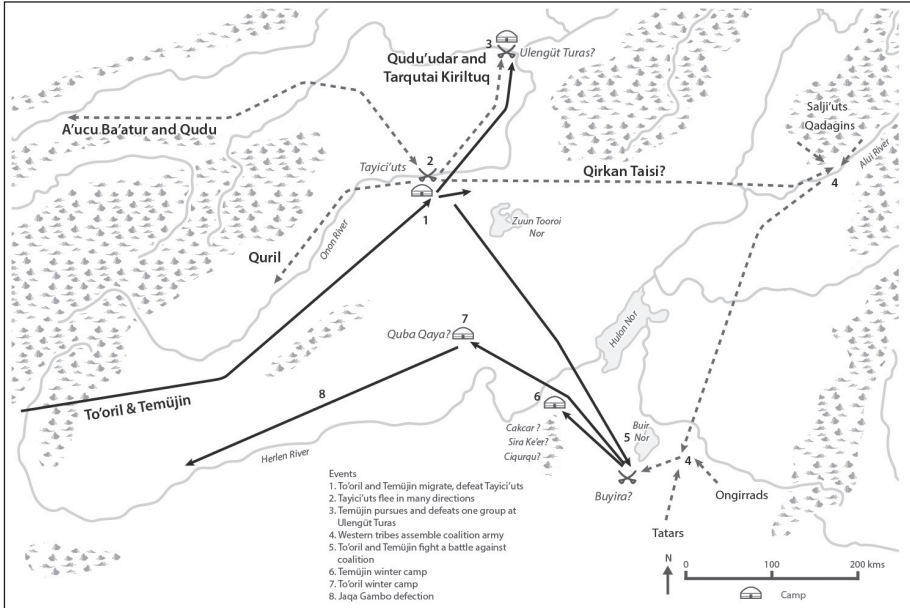 3
Ulengüt Turas?
Qudu'udar and
Tarqutai Kiriltuq
Salji'uts
Qadagins
A'ucu Ba'atur and Qudu
Alui River
Tayici'uts
2
Qirkan Taisi?
4
1
Zuun Tooroi
Nor
Onon River
Quril
Hulon Nor
7
Quba Qaya?
8
6
To'oril & Temüjin
Cakcar ?
Sira Ke'er?
Ciqurqu?
5
Buir
Nor
Herlen River
4
Buyira?
Ongirrads
Tatars
Events
1. To'oril and Temüjin migrate, defeat Tayici'uts
2. Tayici'uts flee in many directions
3. Temüjin pursues and defeats one group at
Ulengüt Turas
4. Western tribes assemble coalition army
5. To'oril and Temüjin fight a battle against
coalition
6. Temüjin winter camp
7. To'oril winter camp
8. Jaqa Gambo defection
N
0 100 200 kms
Camp